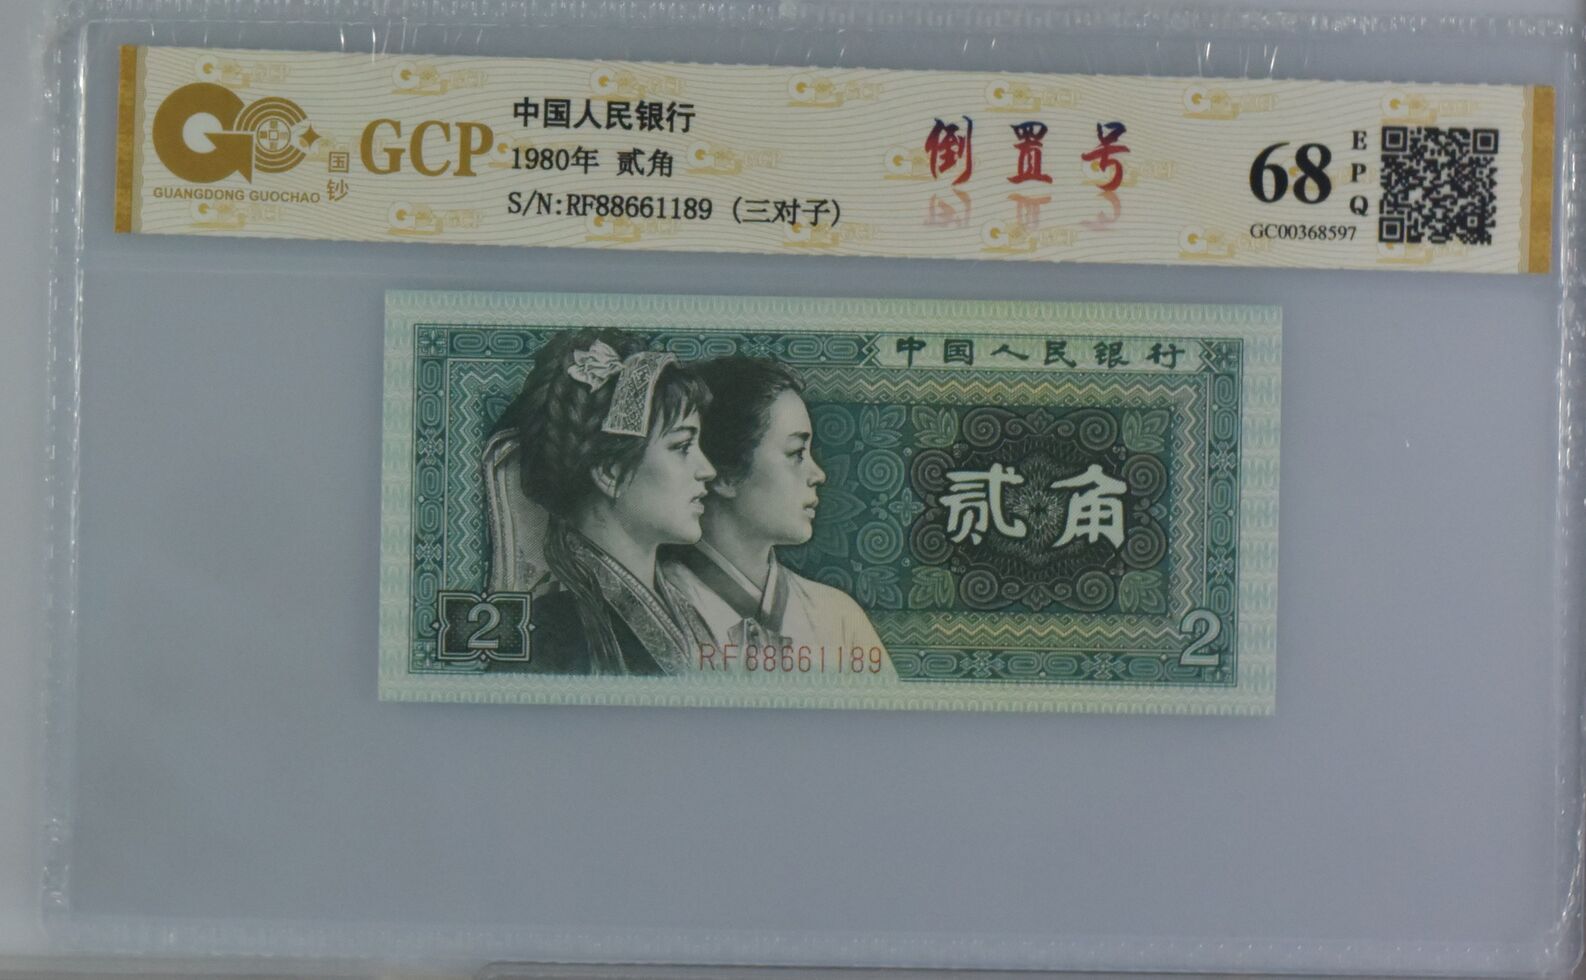 GUANGDONG GUOCHAO
国钞
GCP
中国人民银行
1980年 贰角
S/N:RF88661189 (三对子)
倒置号
68
EPQ
GC00368597
中国人民银行
贰角
2
2
RF88661189